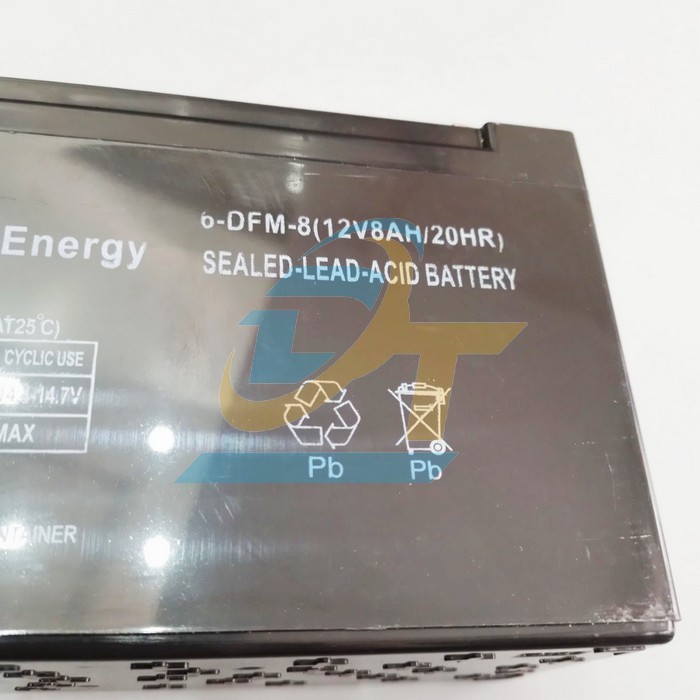 6-DFM-8(12V8AH/20HR)
Energy
SEALED-LEAD-ACID BATTERY
AT25°C)
CYCLIC USE
-14.7V
MAX
Pb
Pb
NTAINER
DT